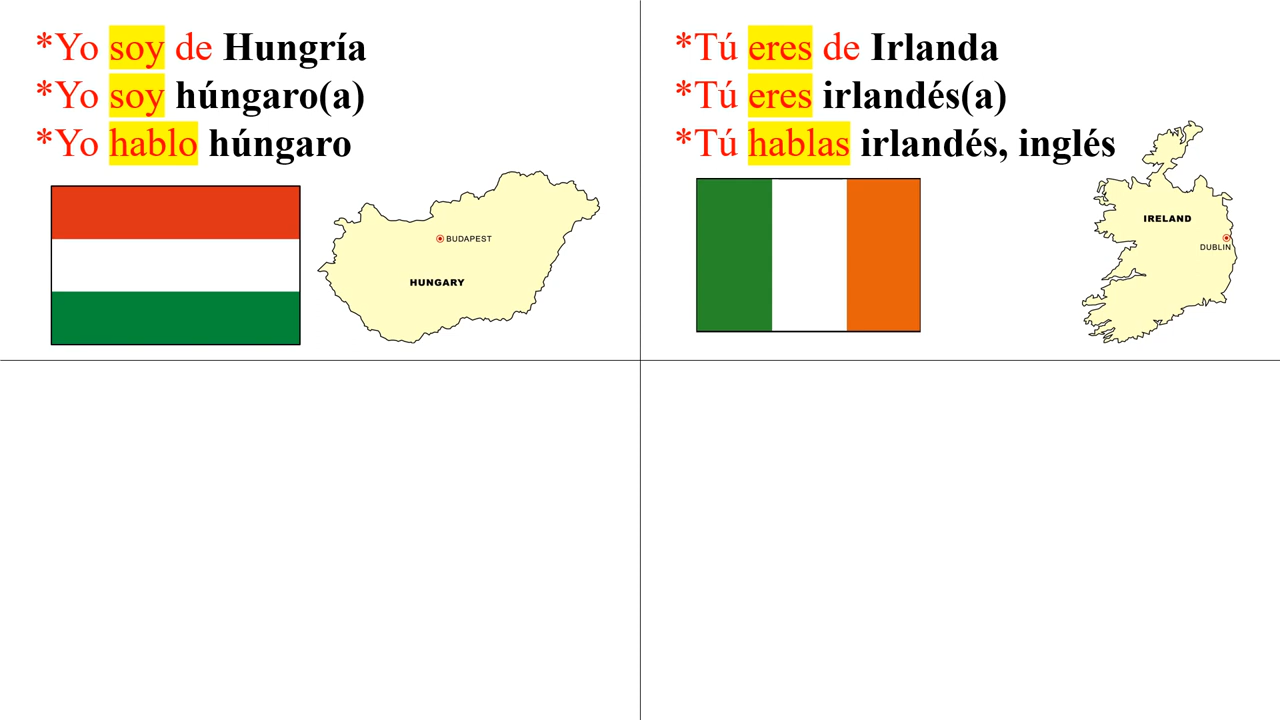 *Yo soy de Hungría
*Yo soy húngaro(a)
*Yo hablo húngaro
BUDAPEST
HUNGARY
*Tú eres de Irlanda
*Tú eres irlandés(a)
*Tú hablas irlandés, inglés
IRELAND
DUBLIN